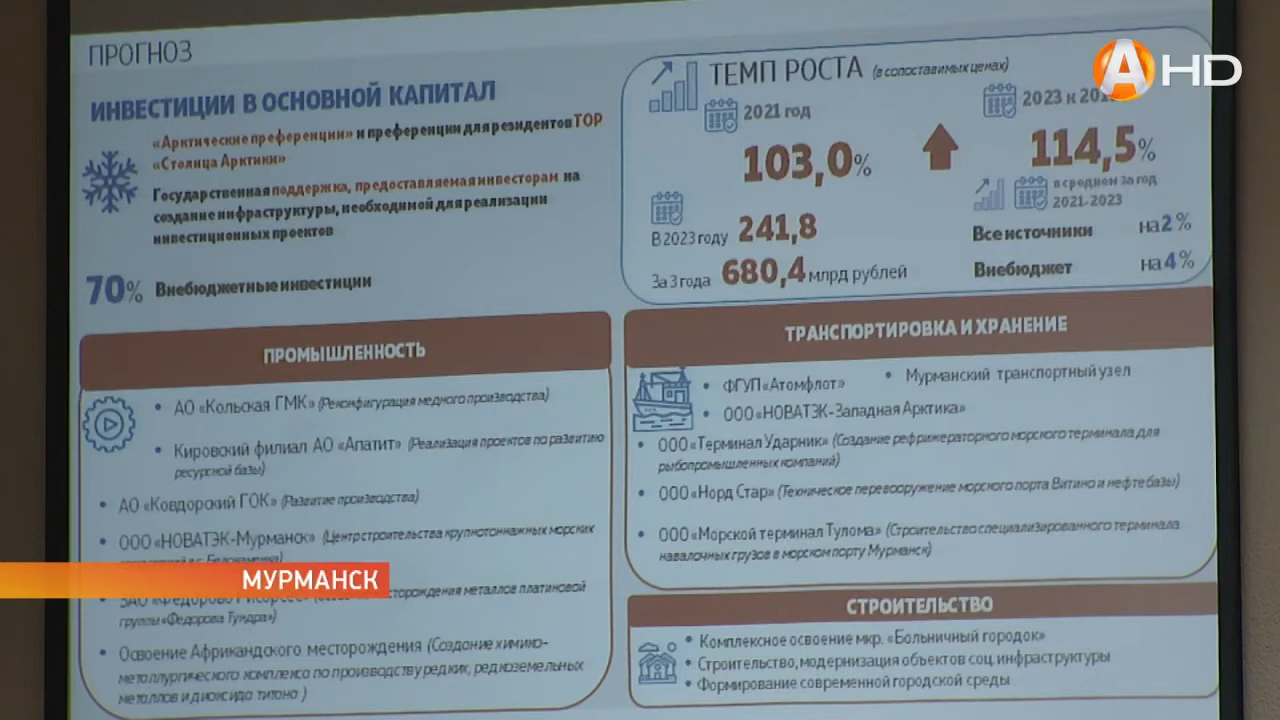 ПРОГНОЗ
ИНВЕСТИЦИИ В ОСНОВНОЙ КАПИТАЛ
«Арктические преференции» и преференции для резидентов ТОР
«Столица Арктики»
Государственная поддержка, предоставляемая инвесторам на
создание инфраструктуры, необходимой для реализации
инвестиционных проектов
70% Внебюджетные инвестиции
ТЕМП РОСТА (в сопоставимых ценах)
2021 год
103,0%
2023 к
114,5%
в среднем за год
2021-2023
В 2023 году 241,8
За 3 года 680,4 млрд рублей
Все источники на 2%
Внебюджет на 4%
AHD
ПРОМЫШЛЕННОСТЬ
• АО «Кольская ГМК» (Реконфигурация медного производства)
• Кировский филиал АО «Апатит» (Реализация проектов по развитию
ресурсной базы)
• АО «Ковдорский ГОК» (Развитие производства)
• ООО «НОВАТЭК-Мурманск» (Центр строительства крупнотоннажных морских
• ЗАО «Федорово месторождения металлов платиновой
группы «Федорова Тундра»)
• Освоение Африкандского месторождения (Создание химико-
металлургического комплекса по производству редких, редкоземельных
металлов и диоксида титана)
ТРАНСПОРТИРОВКА И ХРАНЕНИЕ
• ФГУП «Атомфлот» • Мурманский транспортный узел
• ООО «НОВАТЭК-Западная Арктика»
• ООО «Терминал Ударник» (Создание рефрижераторного морского терминала для
рыбопромышленных компаний)
• ООО «Норд Стар» (Техническое перевооружение морского порта Витино и нефтебазы)
• ООО «Морской терминал Тулома» (Строительство специализированного терминала
навалочных грузов в морском порту Мурманск)
СТРОИТЕЛЬСТВО
• Комплексное освоение мкр. «Больничный городок»
• Строительство, модернизация объектов соц. инфраструктуры
• Формирование современной городской среды
МУРМАНСК